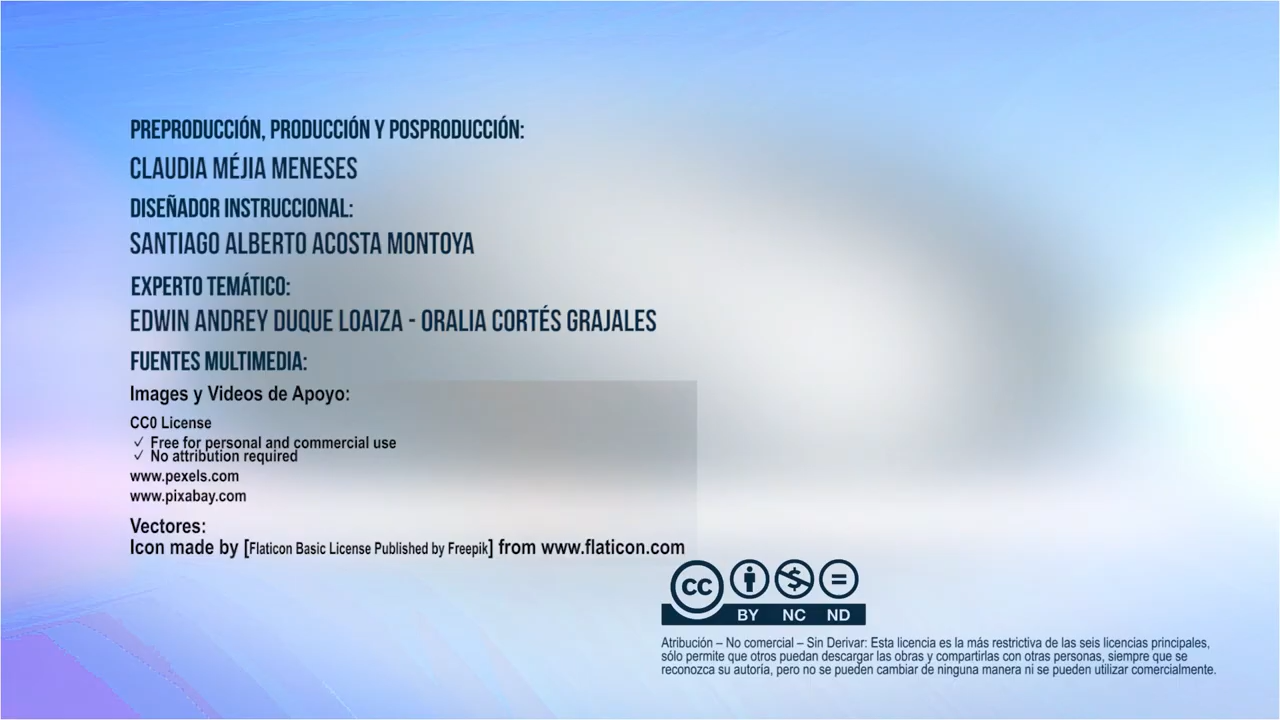 PREPRODUCCIÓN, PRODUCCIÓN Y POSPRODUCCIÓN:
CLAUDIA MÉJIA MENESES
DISEÑADOR INSTRUCCIONAL:
SANTIAGO ALBERTO ACOSTA MONTOYA
EXPERTO TEMÁTICO:
EDWIN ANDREY DUQUE LOAIZA - ORALIA CORTÉS GRAJALES
FUENTES MULTIMEDIA:
Images y Videos de Apoyo:
CC0 License
✓ Free for personal and commercial use
✓ No attribution required
www.pexels.com
www.pixabay.com
Vectores:
Icon made by [Flaticon Basic License Published by Freepik] from www.flaticon.com
CC
BY NC ND
Atribución – No comercial – Sin Derivar: Esta licencia es la más restrictiva de las seis licencias principales,
sólo permite que otros puedan descargar las obras y compartirlas con otras personas, siempre que se
reconozca su autoría, pero no se pueden cambiar de ninguna manera ni se pueden utilizar comercialmente.